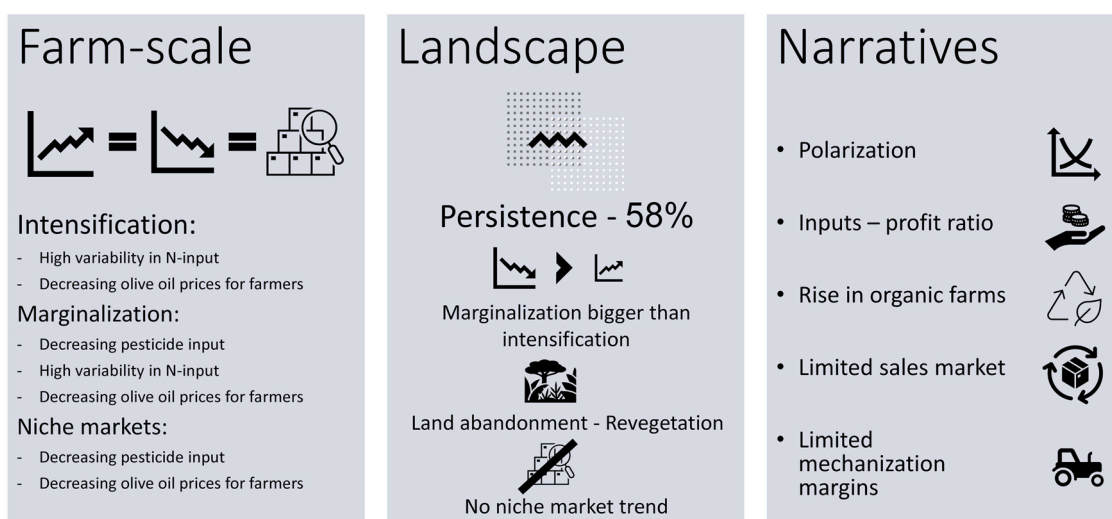 Farm-scale
Intensification:
- High variability in N-input
- Decreasing olive oil prices for farmers
Marginalization:
- Decreasing pesticide input
- High variability in N-input
- Decreasing olive oil prices for farmers
Niche markets:
- Decreasing pesticide input
- Decreasing olive oil prices for farmers
Landscape
Persistence - 58%
Marginalization bigger than
intensification
Land abandonment - Revegetation
No niche market trend
Narratives
• Polarization
• Inputs – profit ratio
• Rise in organic farms
• Limited sales market
• Limited
mechanization
margins